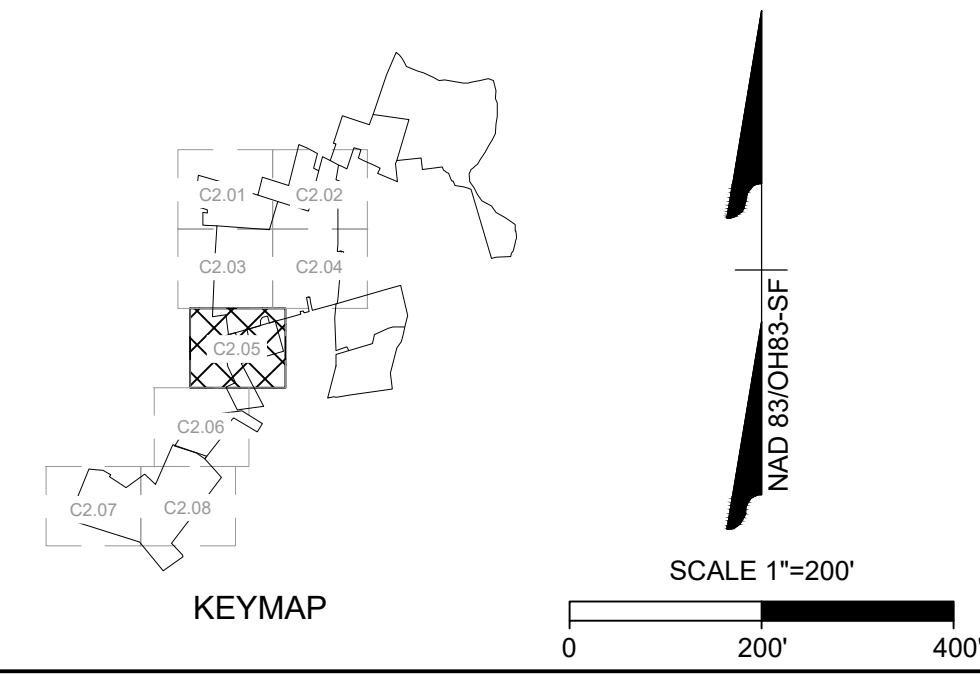 C2.01
C2.02
C2.03
C2.04
C2.05
C2.06
C2.07
C2.08
KEYMAP
NAD 83/OH83-SF
SCALE 1"=200'
0
200'
400'